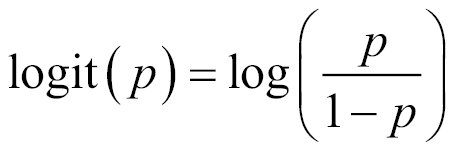 logit(p) = log(p / (1 − p))